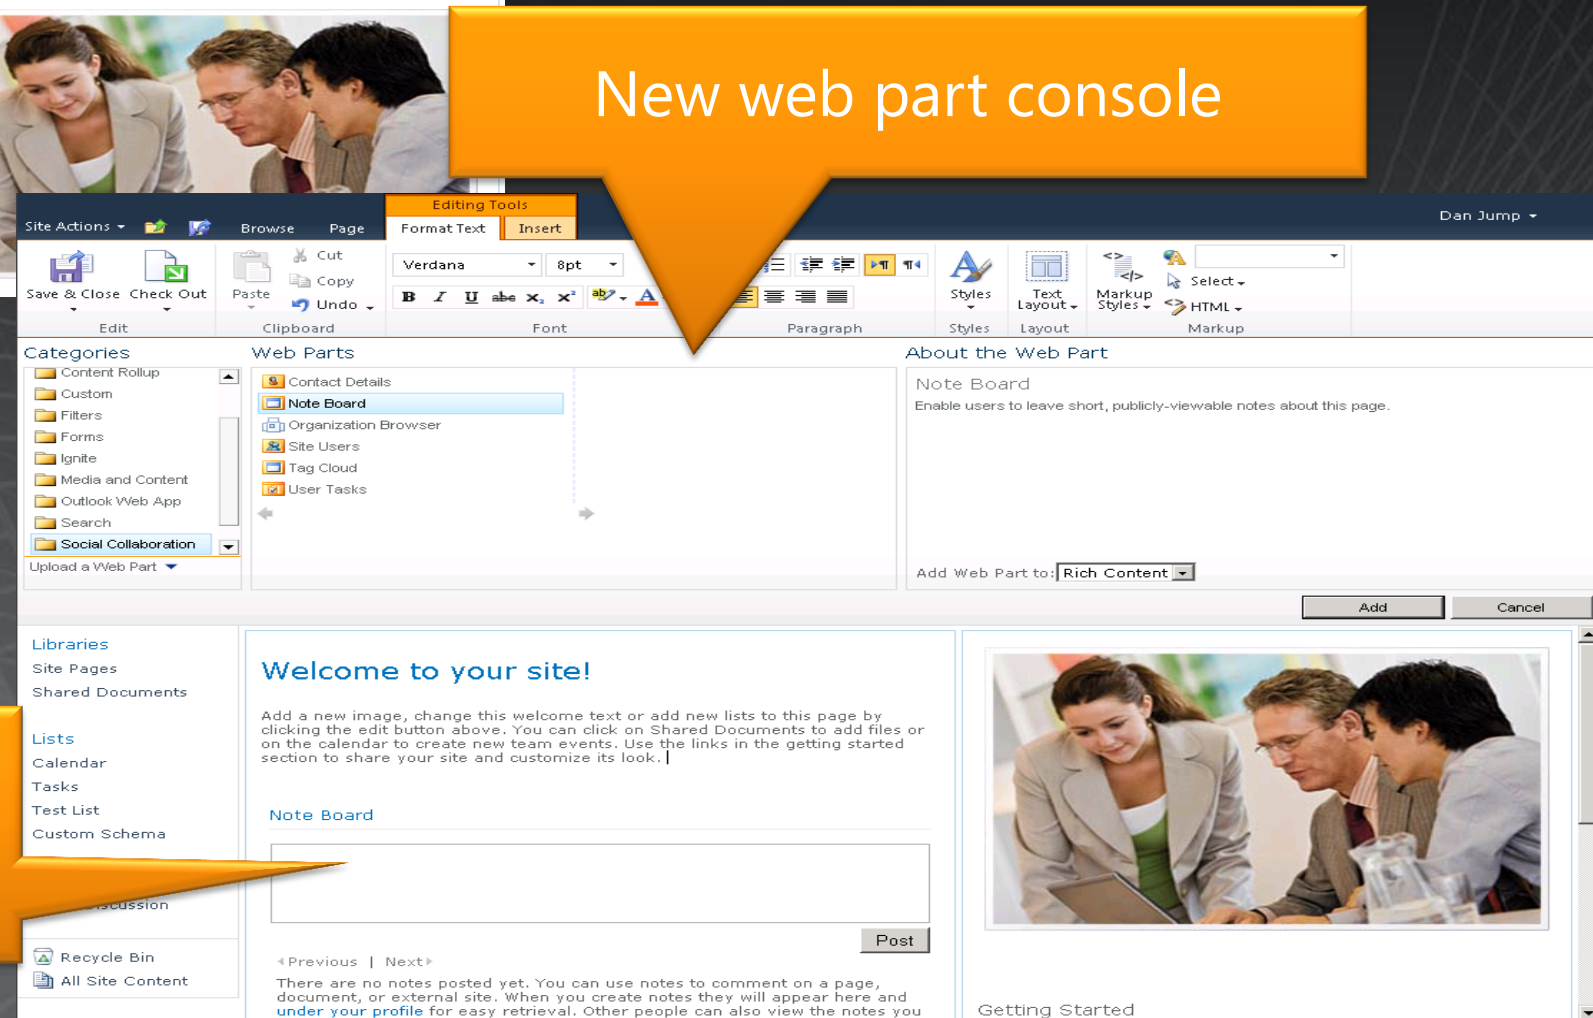 New web part console
Editing Tools
Dan Jump
Site Actions
Browse
Page
Format Text
Insert
Save & Close
Check Out
Paste
Cut
Copy
Undo
Verdana
8pt
B I U abc x₂ x²
ab
A
Styles
Text
Layout
Markup
Styles
Select
HTML
Edit
Clipboard
Font
Paragraph
Styles
Layout
Markup
Categories
Content Rollup
Custom
Filters
Forms
Ignite
Media and Content
Outlook Web App
Search
Social Collaboration
Upload a Web Part
Web Parts
Contact Details
Note Board
Organization Browser
Site Users
Tag Cloud
User Tasks
About the Web Part
Note Board
Enable users to leave short, publicly-viewable notes about this page.
Add Web Part to: Rich Content
Add
Cancel
Libraries
Site Pages
Shared Documents
Lists
Calendar
Tasks
Test List
Custom Schema
Recycle Bin
All Site Content
Welcome to your site!
Add a new image, change this welcome text or add new lists to this page by
clicking the edit button above. You can click on Shared Documents to add files or
on the calendar to create new team events. Use the links in the getting started
section to share your site and customize its look.
Note Board
Post
Previous | Next
There are no notes posted yet. You can use notes to comment on a page,
document, or external site. When you create notes they will appear here and
under your profile for easy retrieval. Other people can also view the notes you
Getting Started